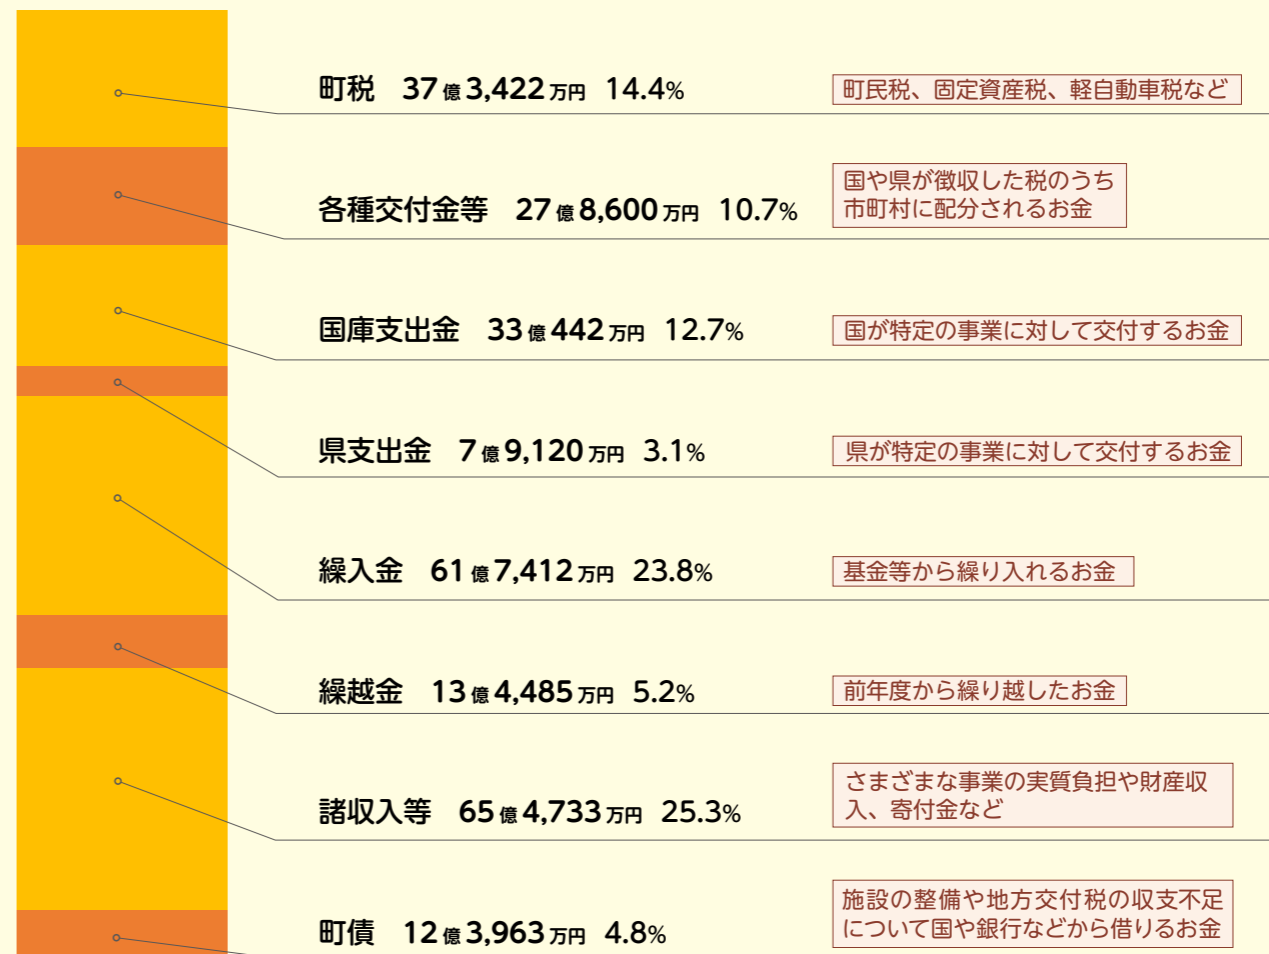 町税 37億3,422万円 14.4%
町民税、固定資産税、軽自動車税など
各種交付金等 27億8,600万円 10.7%
国や県が徴収した税のうち
市町村に配分されるお金
国庫支出金 33億442万円 12.7%
国が特定の事業に対して交付するお金
県支出金 7億9,120万円 3.1%
県が特定の事業に対して交付するお金
繰入金 61億7,412万円 23.8%
基金等から繰り入れるお金
繰越金 13億4,485万円 5.2%
前年度から繰り越したお金
諸収入等 65億4,733万円 25.3%
さまざまな事業の実質負担や財産収
入、寄付金など
町債 12億3,963万円 4.8%
施設の整備や地方交付税の収支不足
について国や銀行などから借りるお金